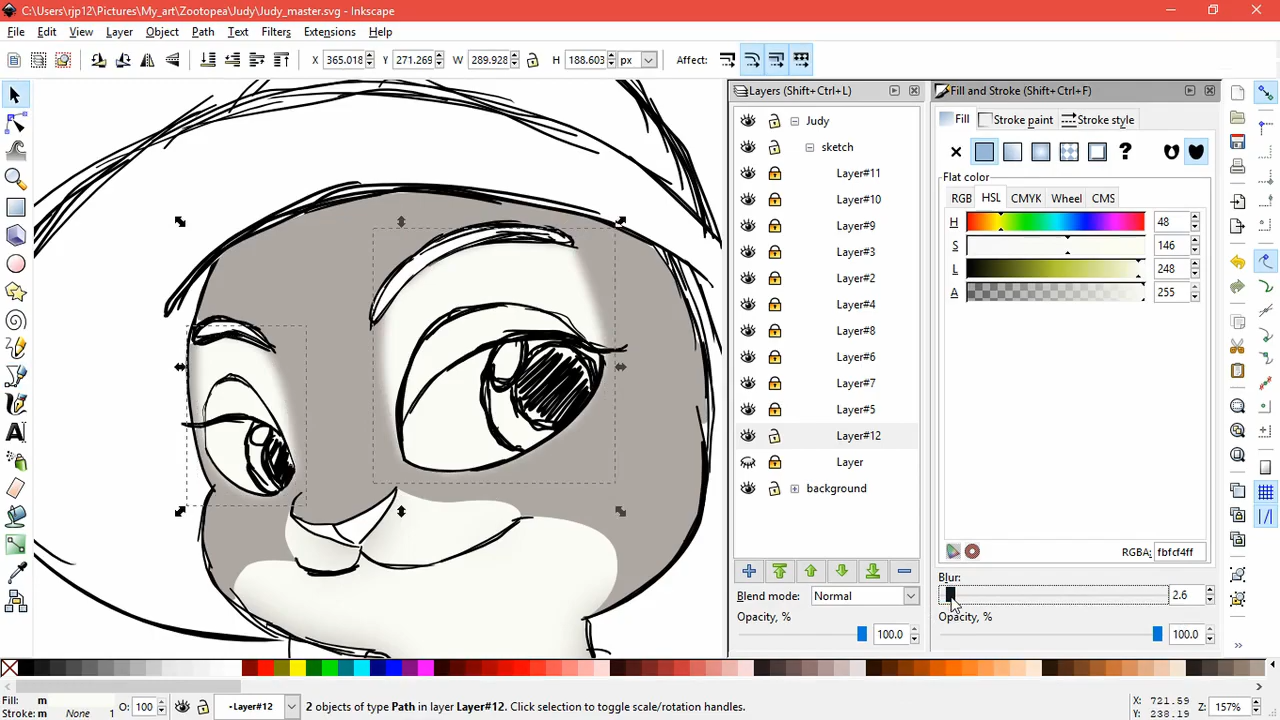 C:\Users\rjp12\Pictures\My_art\Zootopea\Judy\Judy_master.svg - Inkscape
File Edit View Layer Object Path Text Filters Extensions Help
X 365.018 Y 271.269 W 289.928 H 188.603 px Affect:
Layers (Shift+Ctrl+L) Fill and Stroke (Shift+Ctrl+F)
Judy
Fill Stroke paint Stroke style
sketch
Layer#11
Flat color
Layer#10
RGB HSL CMYK Wheel CMS
Layer#9
H 48
S 146
Layer#3
L 248
Layer#2
A 255
Layer#4
Layer#8
Layer#6
Layer#7
Layer#5
Layer#12
Layer
background
RGBA: fbfcf4ff
Blur:
Blend mode: Normal
2.6
Opacity, % Opacity, %
100.0 100.0
Fill: m
Stroke: m None 1
O: 100
•Layer#12
2 objects of type Path in layer Layer#12. Click selection to toggle scale/rotation handles.
X: 721.59
Y: 238.19
Z: 157%